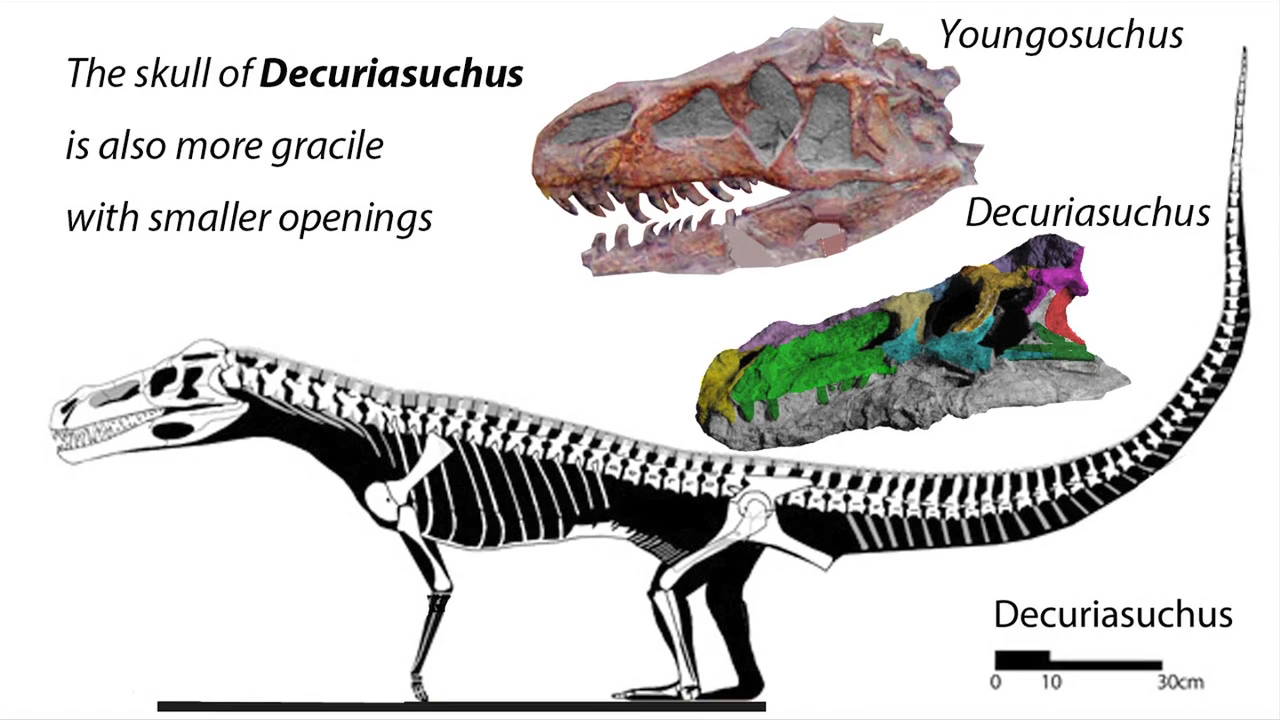 The skull of Decuriasuchus
is also more gracile
with smaller openings
Youngosuchus
Decuriasuchus
Decuriasuchus
0 10 30cm